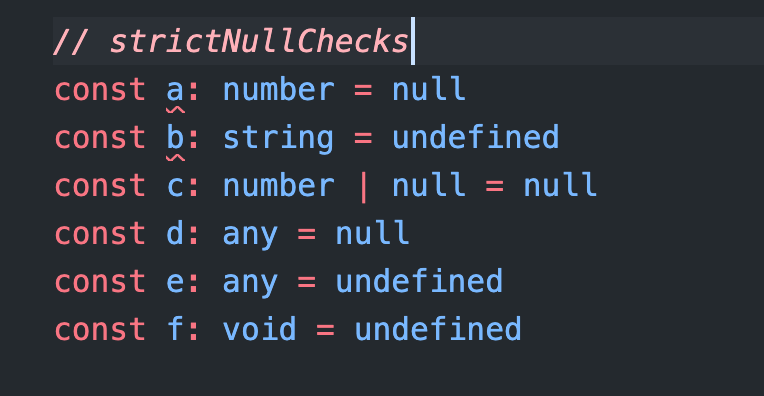 // strictNullChecks
const a: number = null
const b: string = undefined
const c: number | null = null
const d: any = null
const e: any = undefined
const f: void = undefined